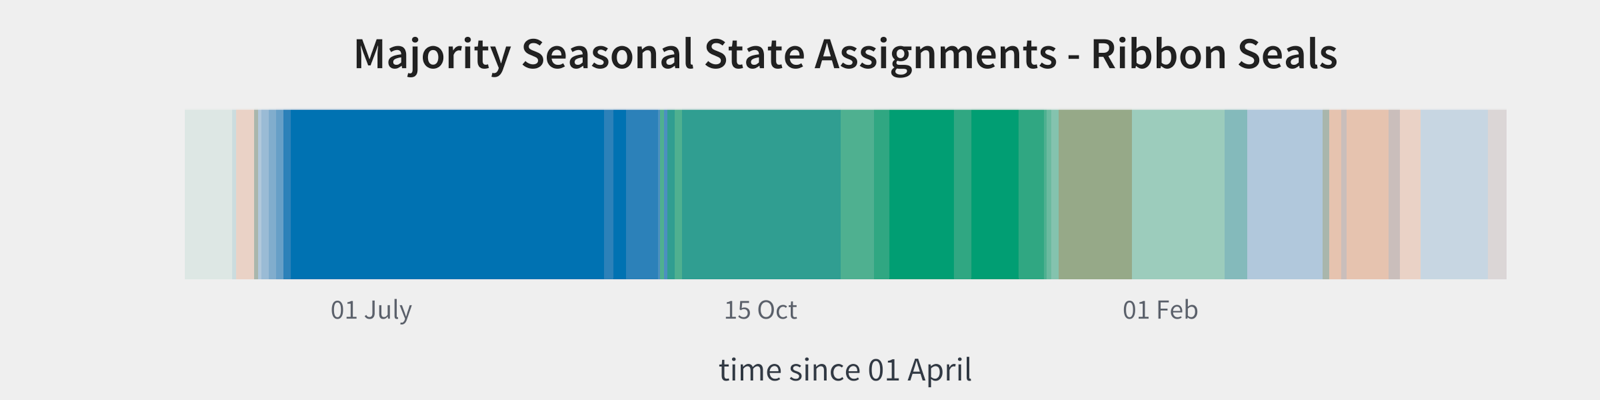 Majority Seasonal State Assignments - Ribbon Seals
01 July 15 Oct 01 Feb
time since 01 April